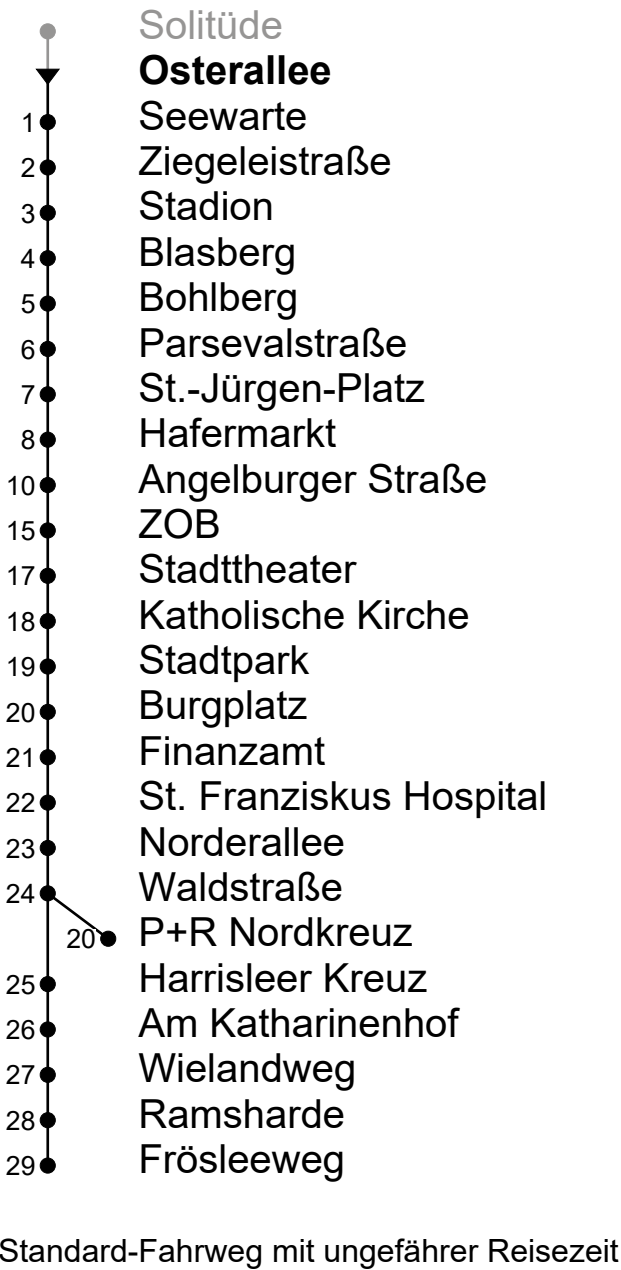 Solitüde
Osterallee
1 Seewarte
2 Ziegeleistraße
3 Stadion
4 Blasberg
5 Bohlberg
6 Parsevalstraße
7 St.-Jürgen-Platz
8 Hafermarkt
10 Angelburger Straße
15 ZOB
17 Stadttheater
18 Katholische Kirche
19 Stadtpark
20 Burgplatz
21 Finanzamt
22 St. Franziskus Hospital
23 Norderallee
24 Waldstraße
20 P+R Nordkreuz
25 Harrisleer Kreuz
26 Am Katharinenhof
27 Wielandweg
28 Ramsharde
29 Frösleeweg
Standard-Fahrweg mit ungefährer Reisezeit